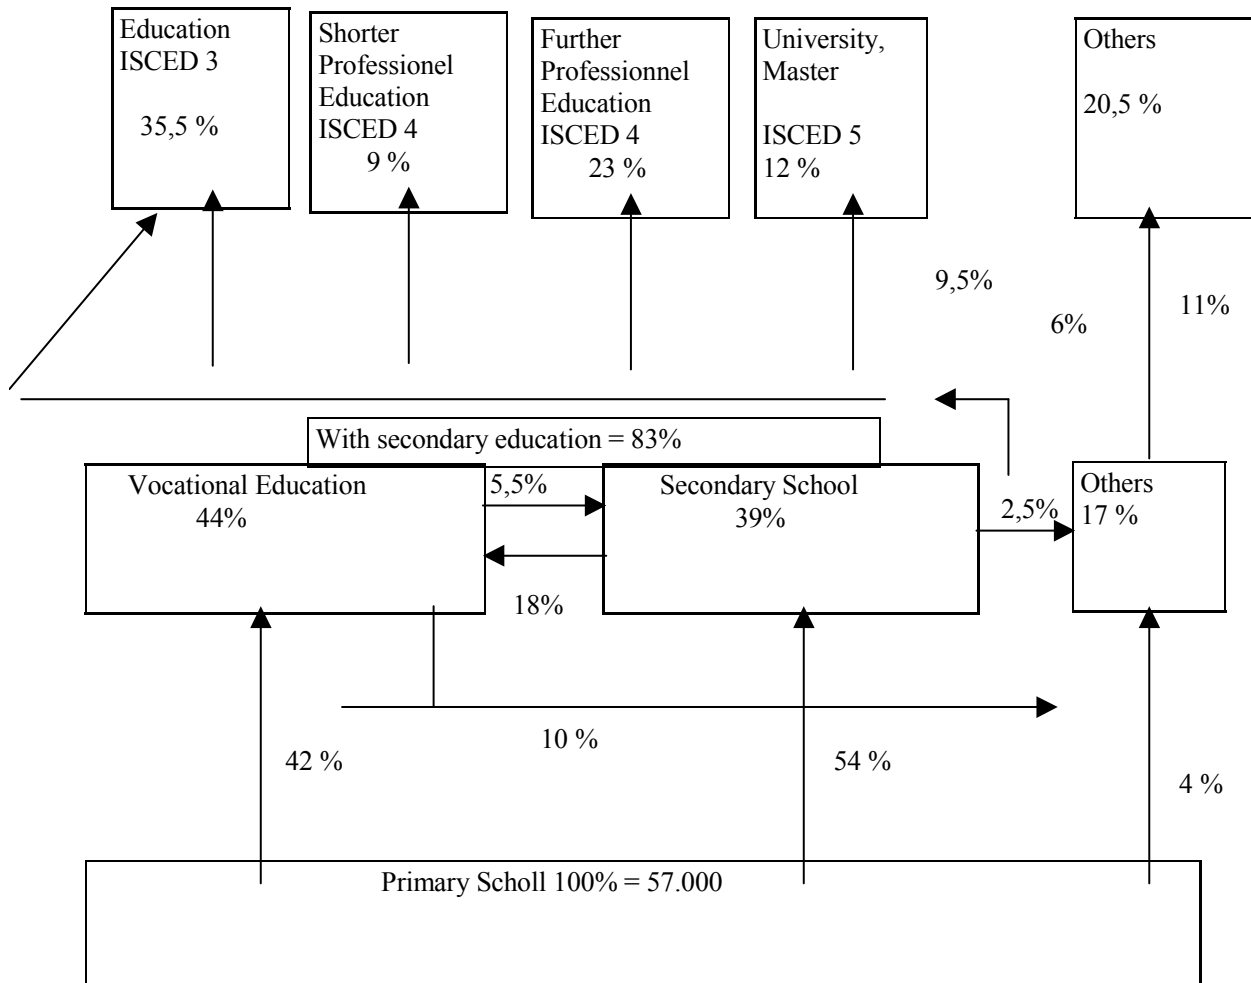 Education
ISCED 3
35,5 %
Shorter
Professionel
Education
ISCED 4
9 %
Further
Professionnel
Education
ISCED 4
23 %
University,
Master
ISCED 5
12 %
Others
20,5 %
9,5%
6%
11%
With secondary education = 83%
Vocational Education
44%
5,5%
18%
Secondary School
39%
2,5%
Others
17 %
10 %
42 %
54 %
4 %
Primary Scholl 100% = 57.000